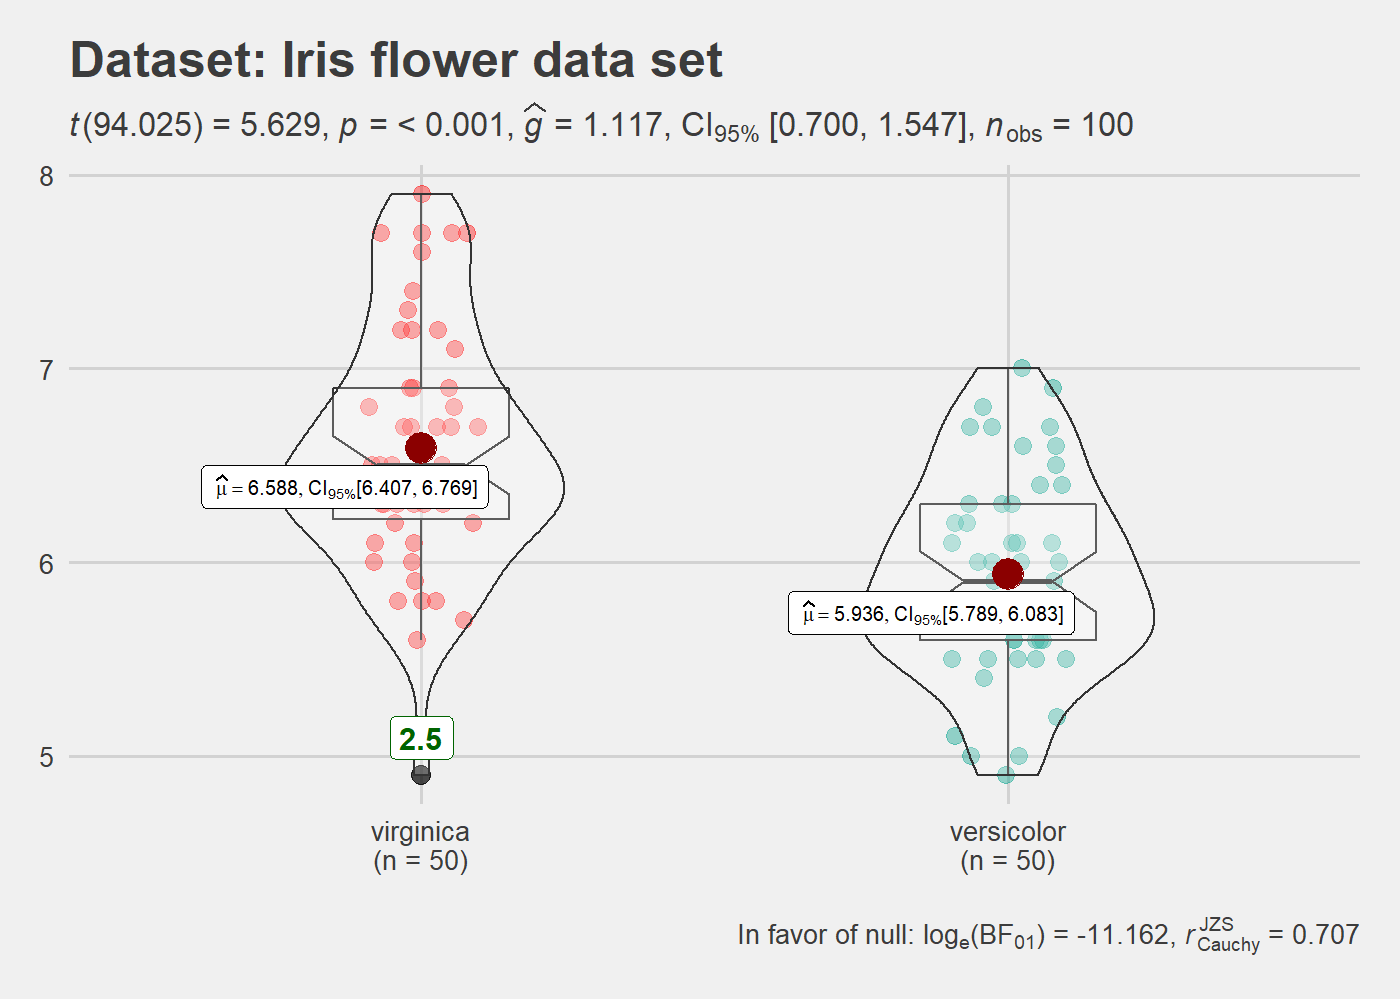 Dataset: Iris flower data set
t(94.025) = 5.629, p = < 0.001, ĝ = 1.117, CI95% [0.700, 1.547], nobs = 100
8
7
6
5
μ̂ = 6.588, CI95%[6.407, 6.769]
μ̂ = 5.936, CI95%[5.789, 6.083]
2.5
virginica
(n = 50)
versicolor
(n = 50)
In favor of null: loge(BF01) = -11.162, rJZSCauchy = 0.707